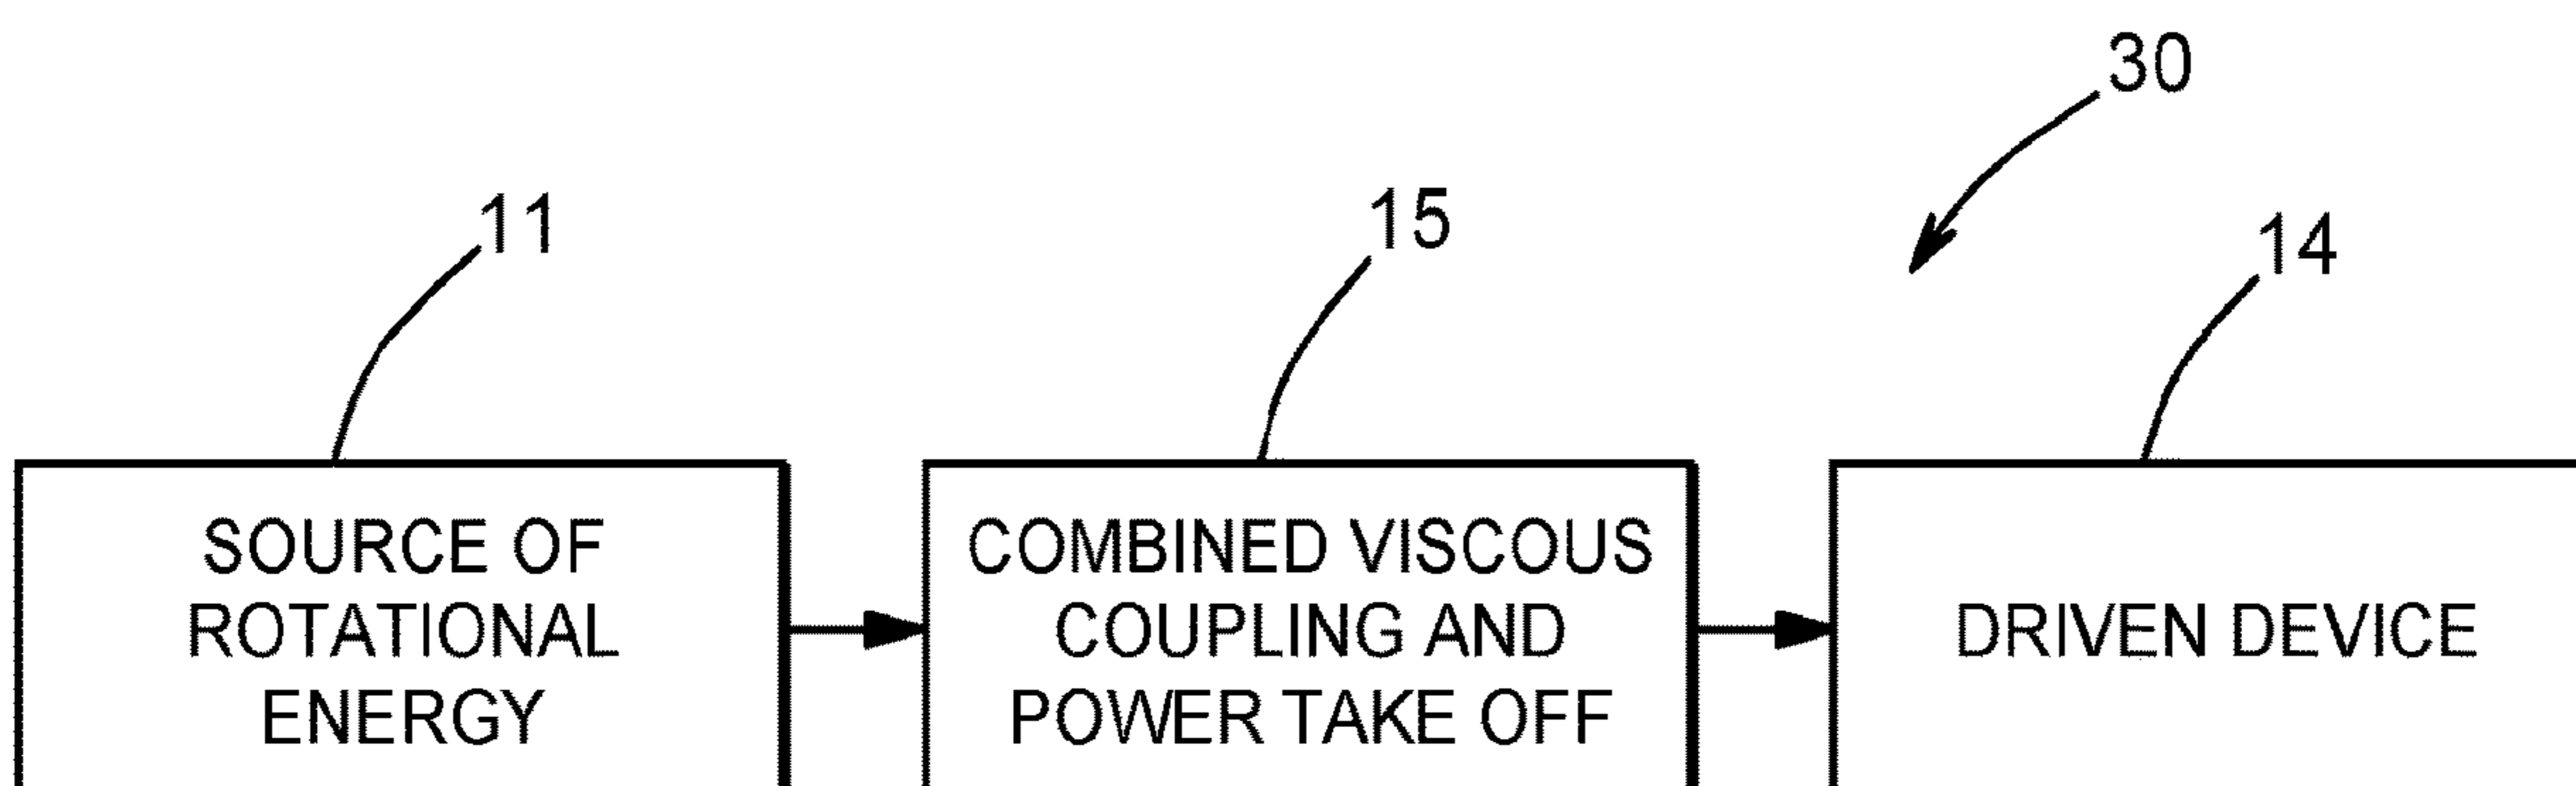 30
11
15
14
SOURCE OF
ROTATIONAL
ENERGY
COMBINED VISCOUS
COUPLING AND
POWER TAKE OFF
DRIVEN DEVICE